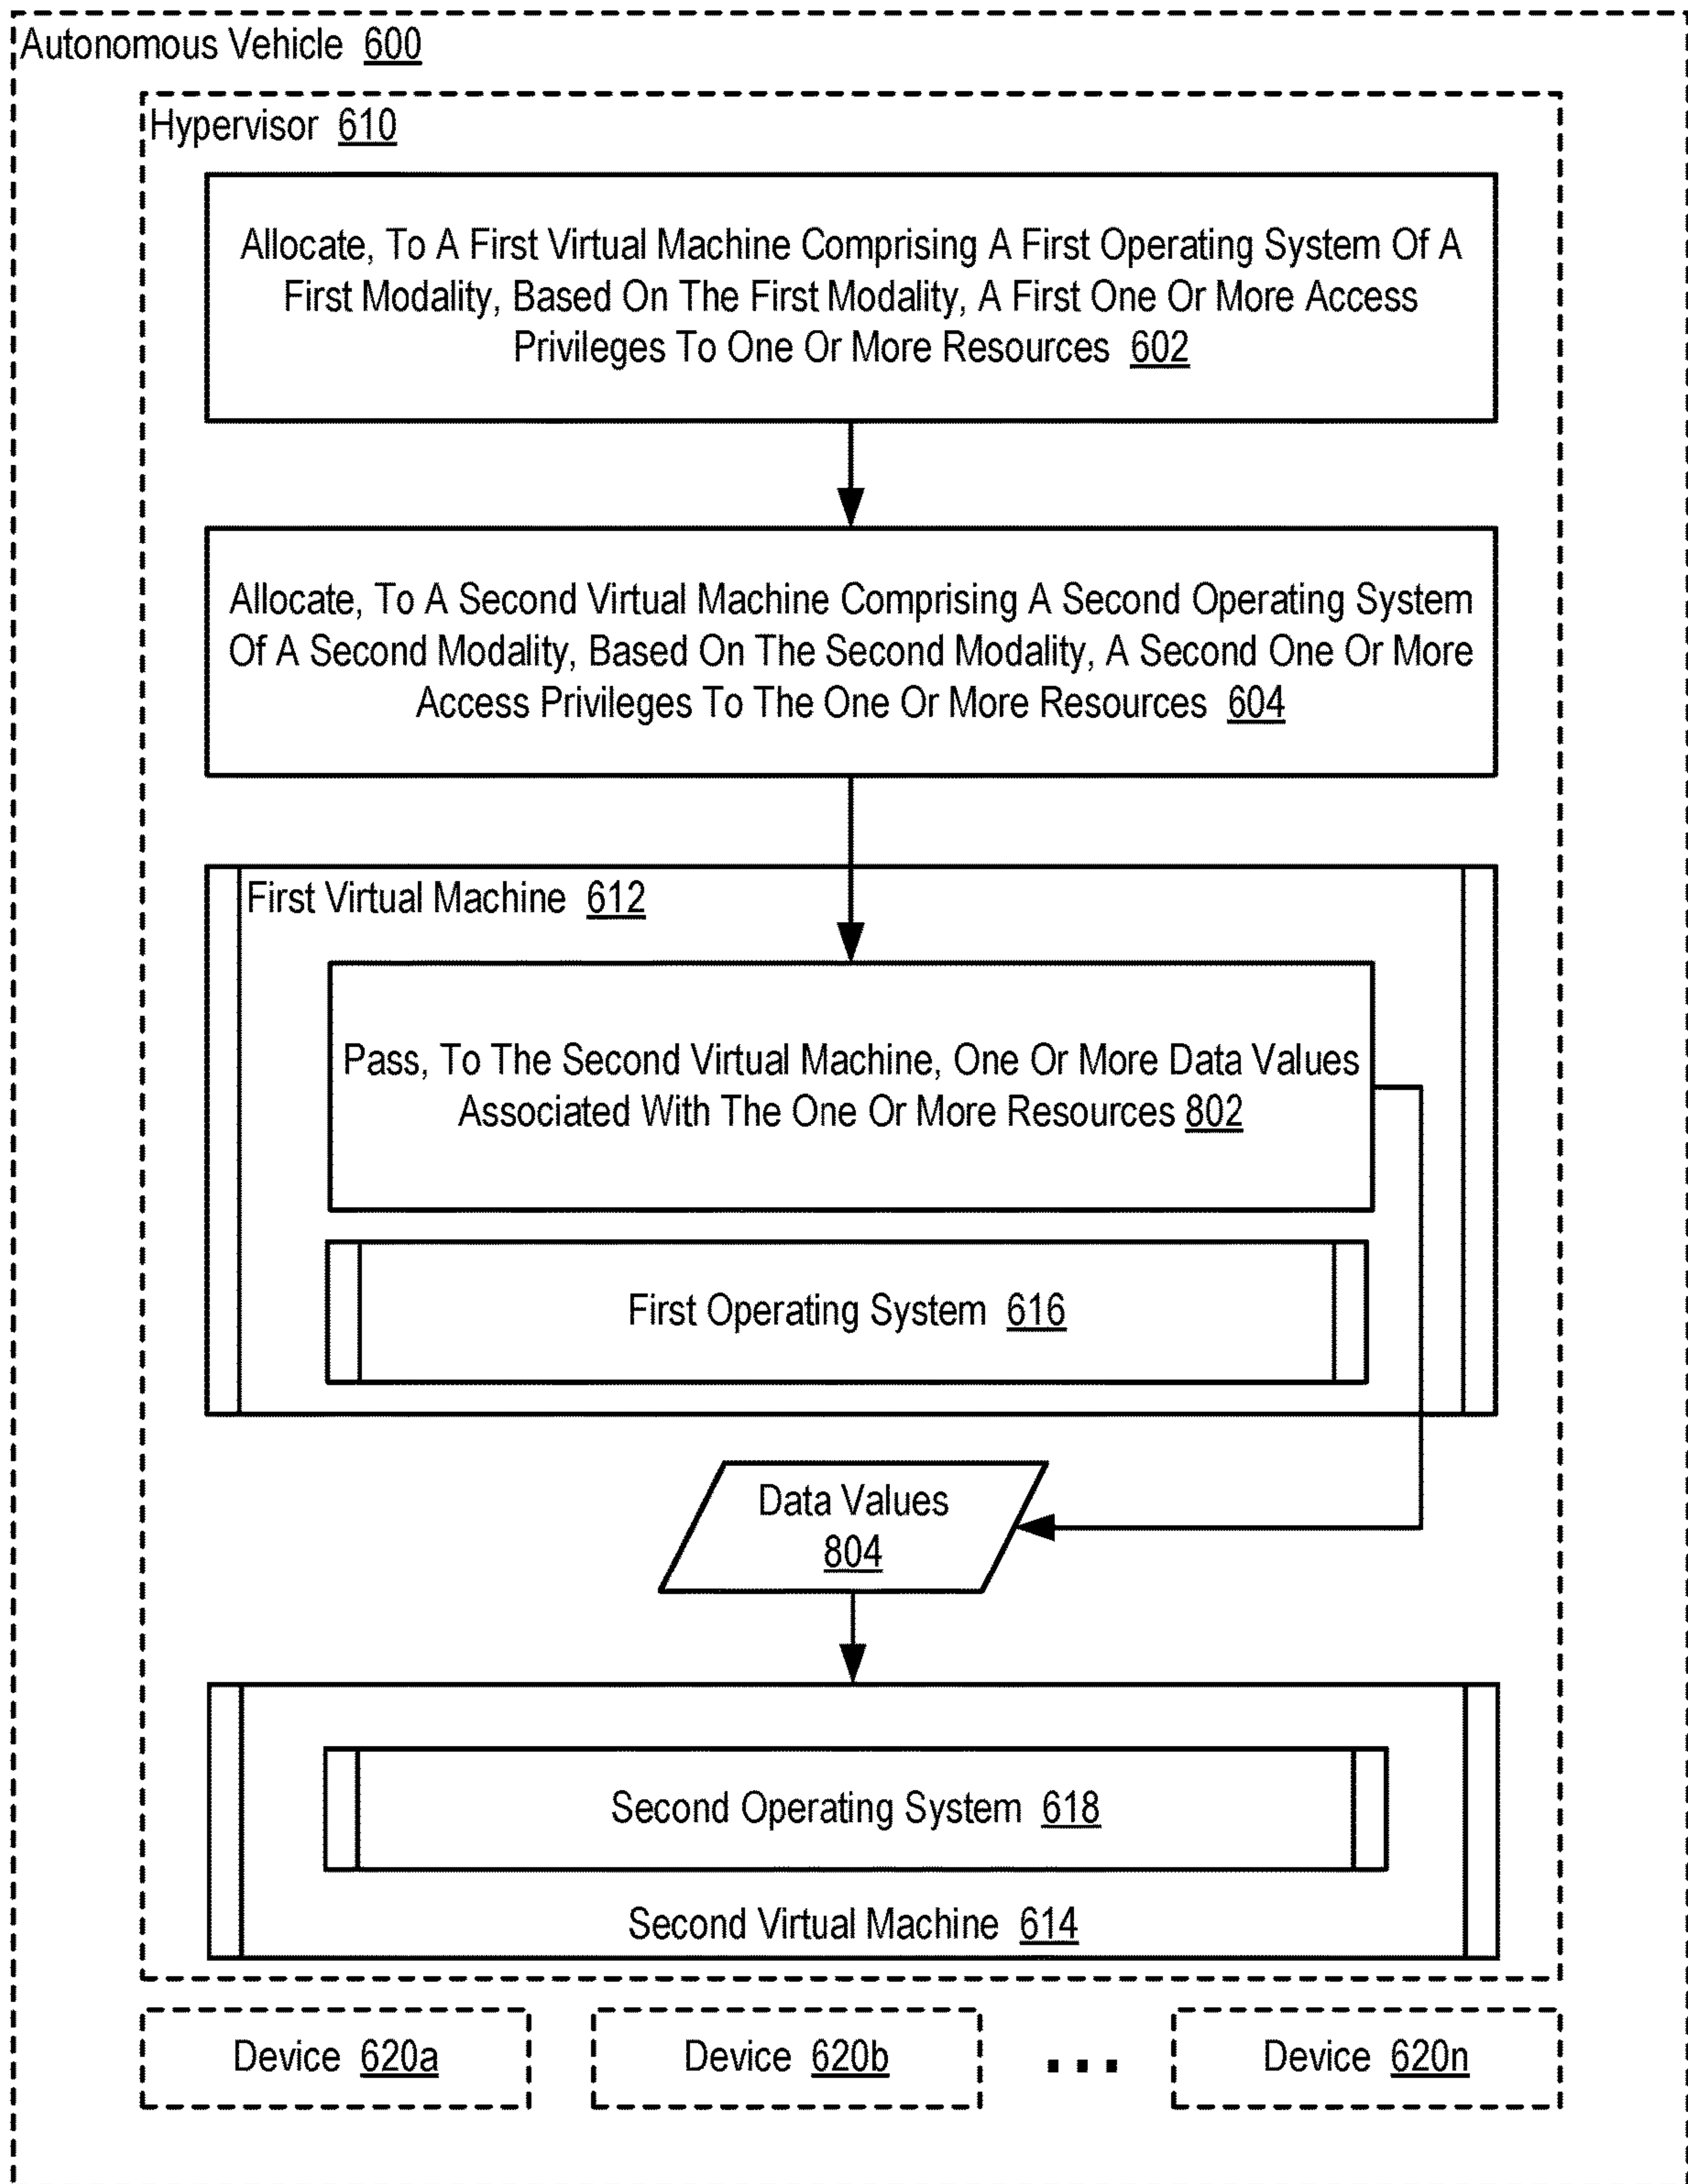 Autonomous Vehicle 600
Hypervisor 610
Allocate, To A First Virtual Machine Comprising A First Operating System Of A
First Modality, Based On The First Modality, A First One Or More Access
Privileges To One Or More Resources 602
Allocate, To A Second Virtual Machine Comprising A Second Operating System
Of A Second Modality, Based On The Second Modality, A Second One Or More
Access Privileges To The One Or More Resources 604
First Virtual Machine 612
Pass, To The Second Virtual Machine, One Or More Data Values
Associated With The One Or More Resources 802
First Operating System 616
Data Values
804
Second Operating System 618
Second Virtual Machine 614
Device 620a
Device 620b
...
Device 620n